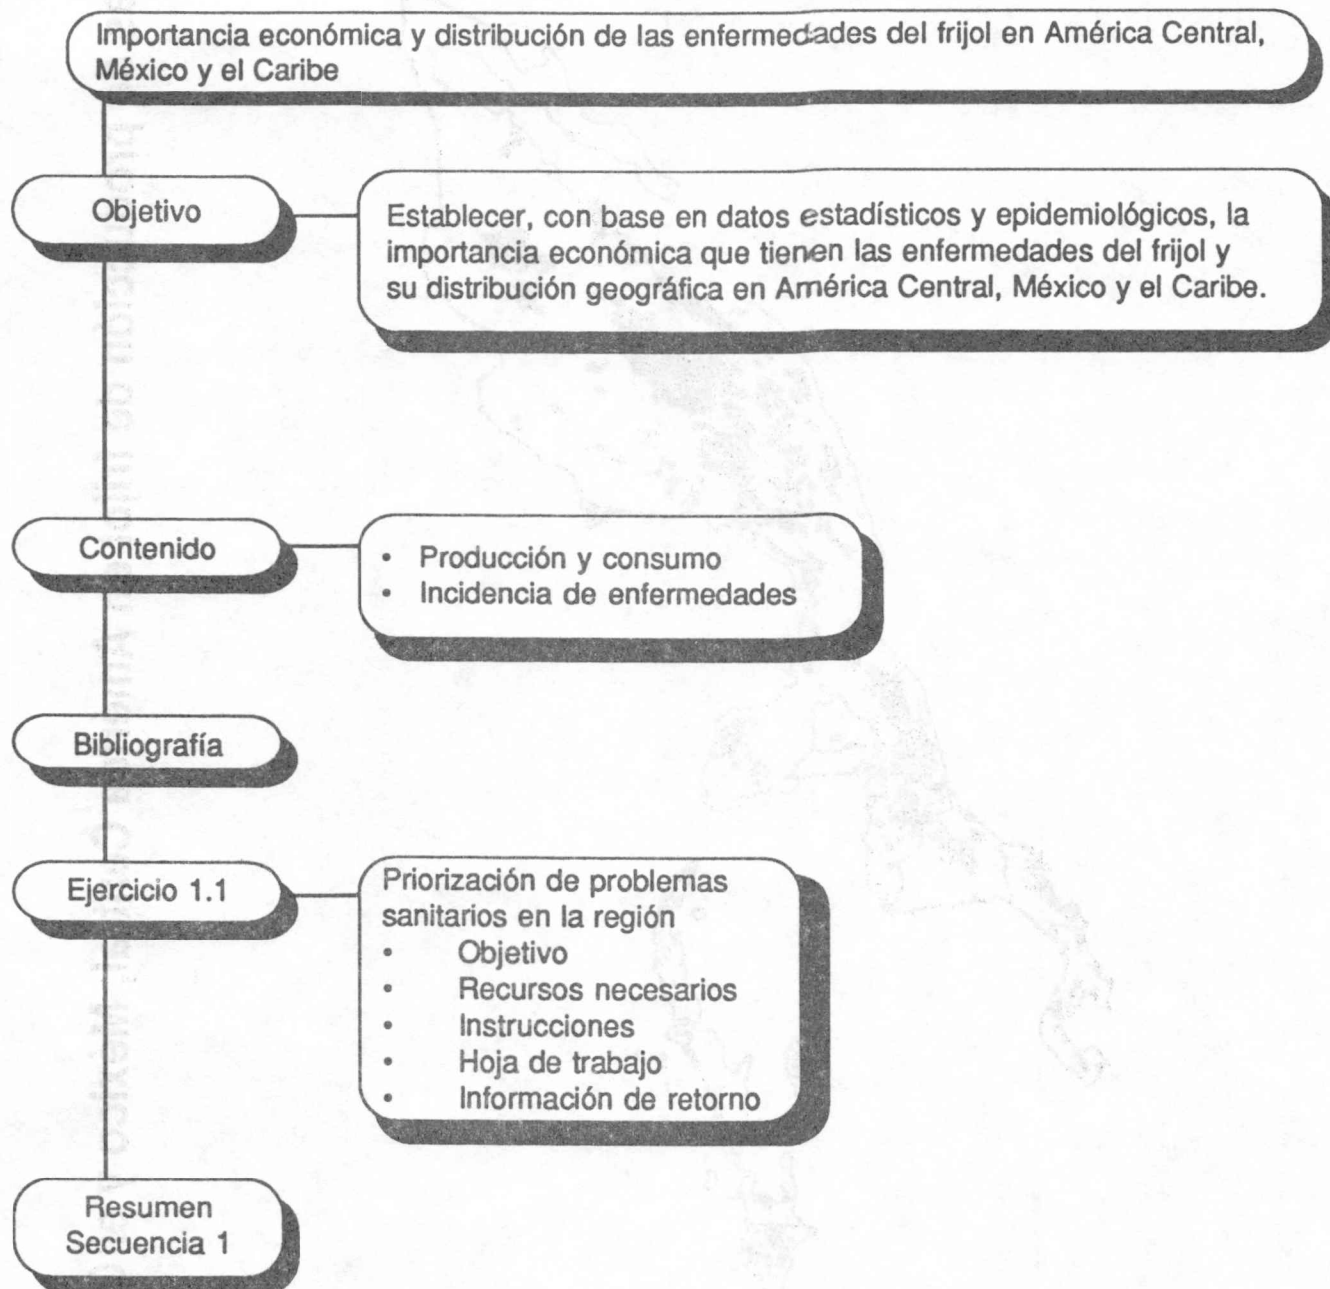 Importancia económica y distribución de las enfermedades del frijol en América Central,
México y el Caribe
Objetivo
Establecer, con base en datos estadísticos y epidemiológicos, la
importancia económica que tienen las enfermedades del frijol y
su distribución geográfica en América Central, México y el Caribe.
Contenido
• Producción y consumo
• Incidencia de enfermedades
Bibliografía
Ejercicio 1.1
Priorización de problemas
sanitarios en la región
• Objetivo
• Recursos necesarios
• Instrucciones
• Hoja de trabajo
• Información de retorno
Resumen
Secuencia 1